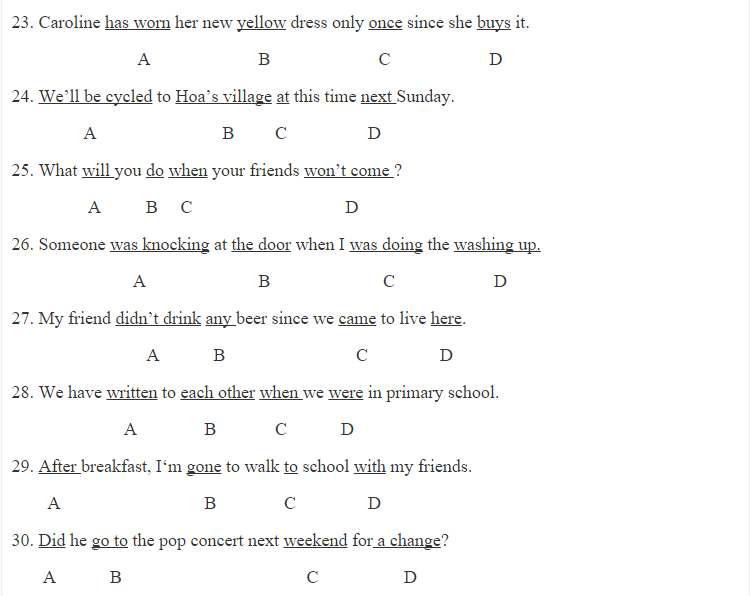 23. Caroline has worn her new yellow dress only once since she buys it.
A B C D
24. We’ll be cycled to Hoa’s village at this time next Sunday.
A B C D
25. What will you do when your friends won’t come ?
A B C D
26. Someone was knocking at the door when I was doing the washing up.
A B C D
27. My friend didn’t drink any beer since we came to live here.
A B C D
28. We have written to each other when we were in primary school.
A B C D
29. After breakfast, I‘m gone to walk to school with my friends.
A B C D
30. Did he go to the pop concert next weekend for a change?
A B C D